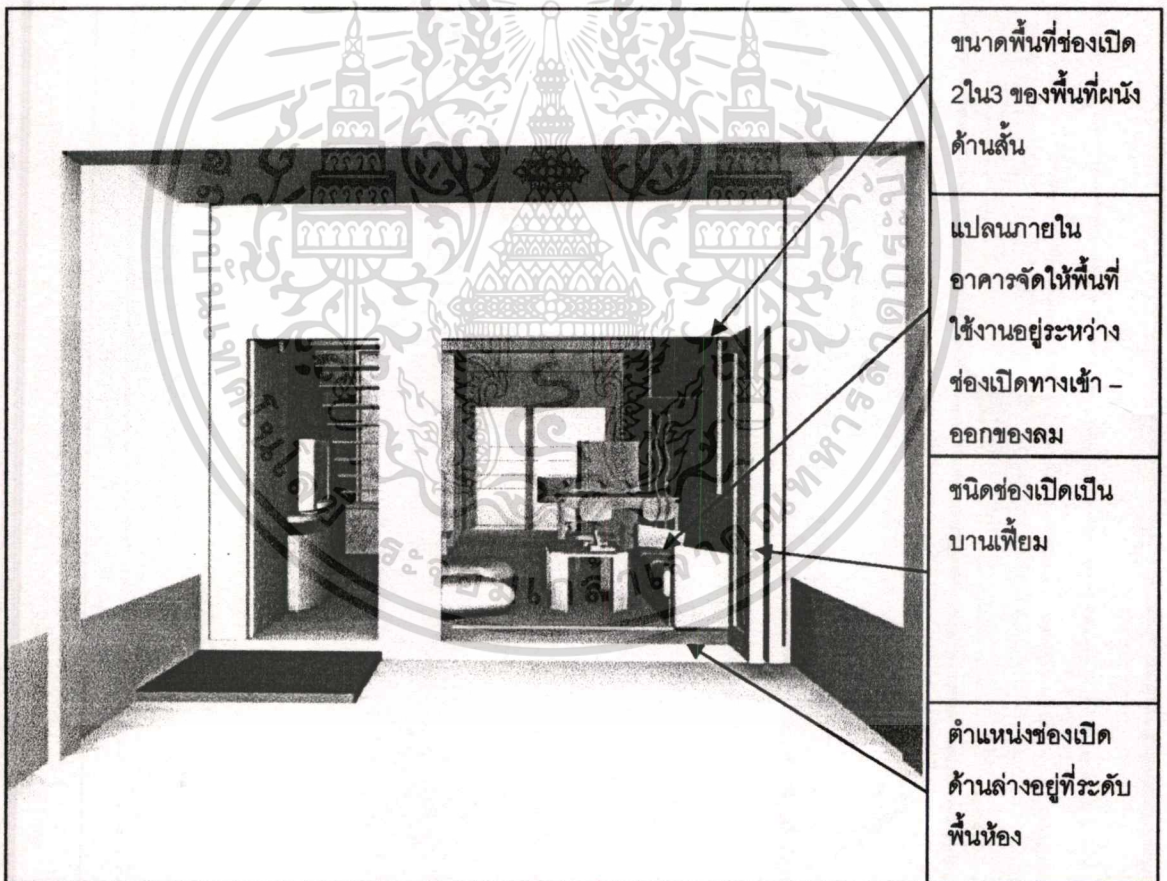 ขนาดพื้นที่ช่องเปิด
2ใน3 ของพื้นที่ผนัง
ด้านสั้น
แปลนภายใน
อาคารจัดให้พื้นที่
ใช้งานอยู่ระหว่าง
ช่องเปิดทางเข้า –
ออกของลม
ชนิดช่องเปิดเป็น
บานเฟี้ยม
ตำแหน่งช่องเปิด
ด้านล่างอยู่ที่ระดับ
พื้นห้อง